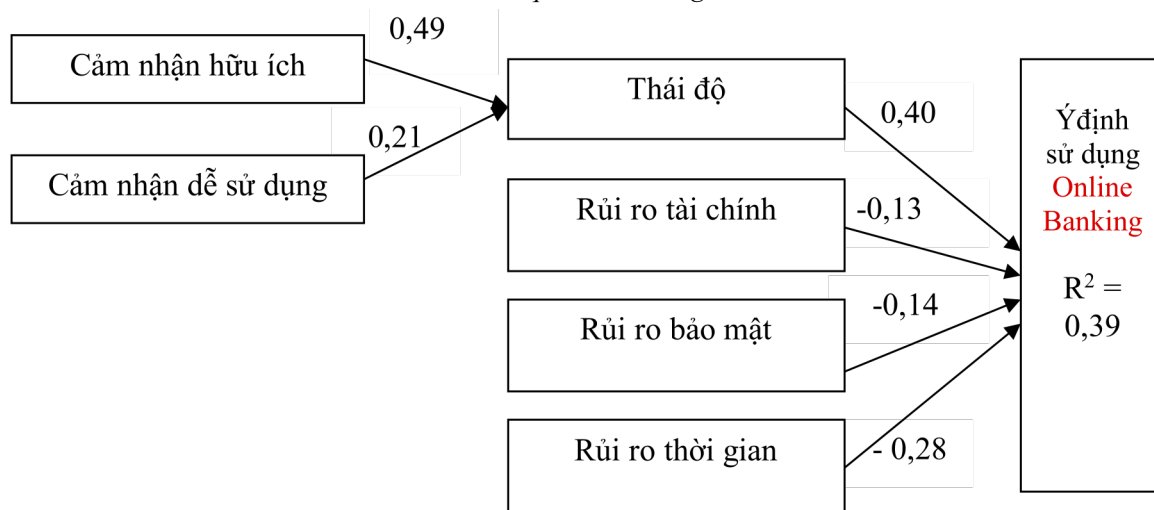 0,49
Cảm nhận hữu ích
Thái độ
0,40
0,21
Cảm nhận dễ sử dụng
Rủi ro tài chính
-0,13
Rủi ro bảo mật
-0,14
Rủi ro thời gian
- 0,28
Ýđịnh
sử dụng
Online
Banking
R² =
0,39